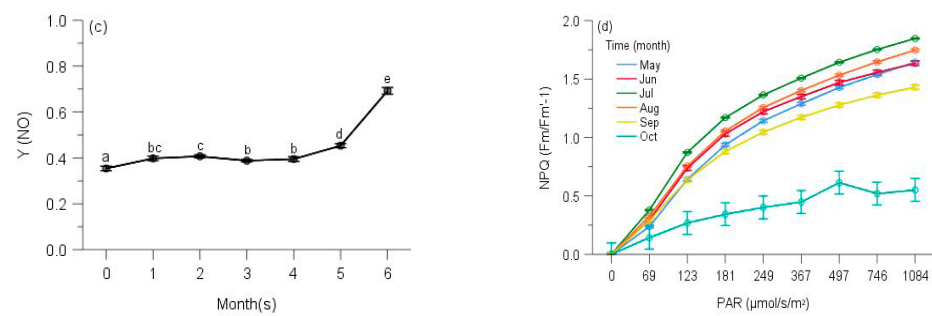 (c)
Y (NO)
1.0
0.8
0.6
0.4
0.2
0.0
a
bc
c
b
b
d
e
0 1 2 3 4 5 6
Month(s)
(d)
NPQ (Fm/Fm'-1)
2.0
1.5
1.0
0.5
0.0
Time (month)
May
Jun
Jul
Aug
Sep
Oct
0 69 123 181 249 367 497 746 1084
PAR (μmol/s/m²)